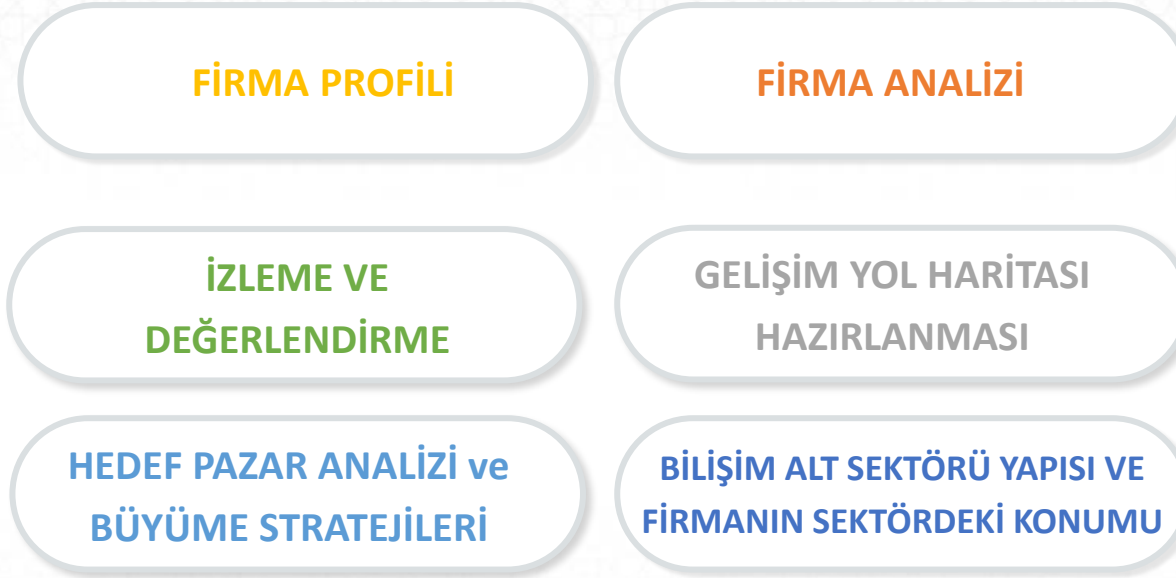 FİRMA PROFİLİ
FİRMA ANALİZİ
İZLEME VE
DEĞERLENDİRME
GELİŞİM YOL HARİTASI
HAZIRLANMASI
HEDEF PAZAR ANALİZİ ve
BÜYÜME STRATEJİLERİ
BİLİŞİM ALT SEKTÖRÜ YAPISI VE
FİRMANIN SEKTÖRDEKİ KONUMU